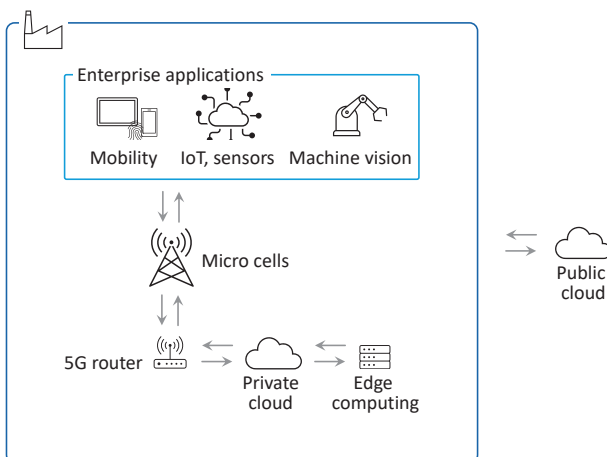 Enterprise applications
Mobility
IoT, sensors
Machine vision
Micro cells
Public
cloud
5G router
Private
cloud
Edge
computing